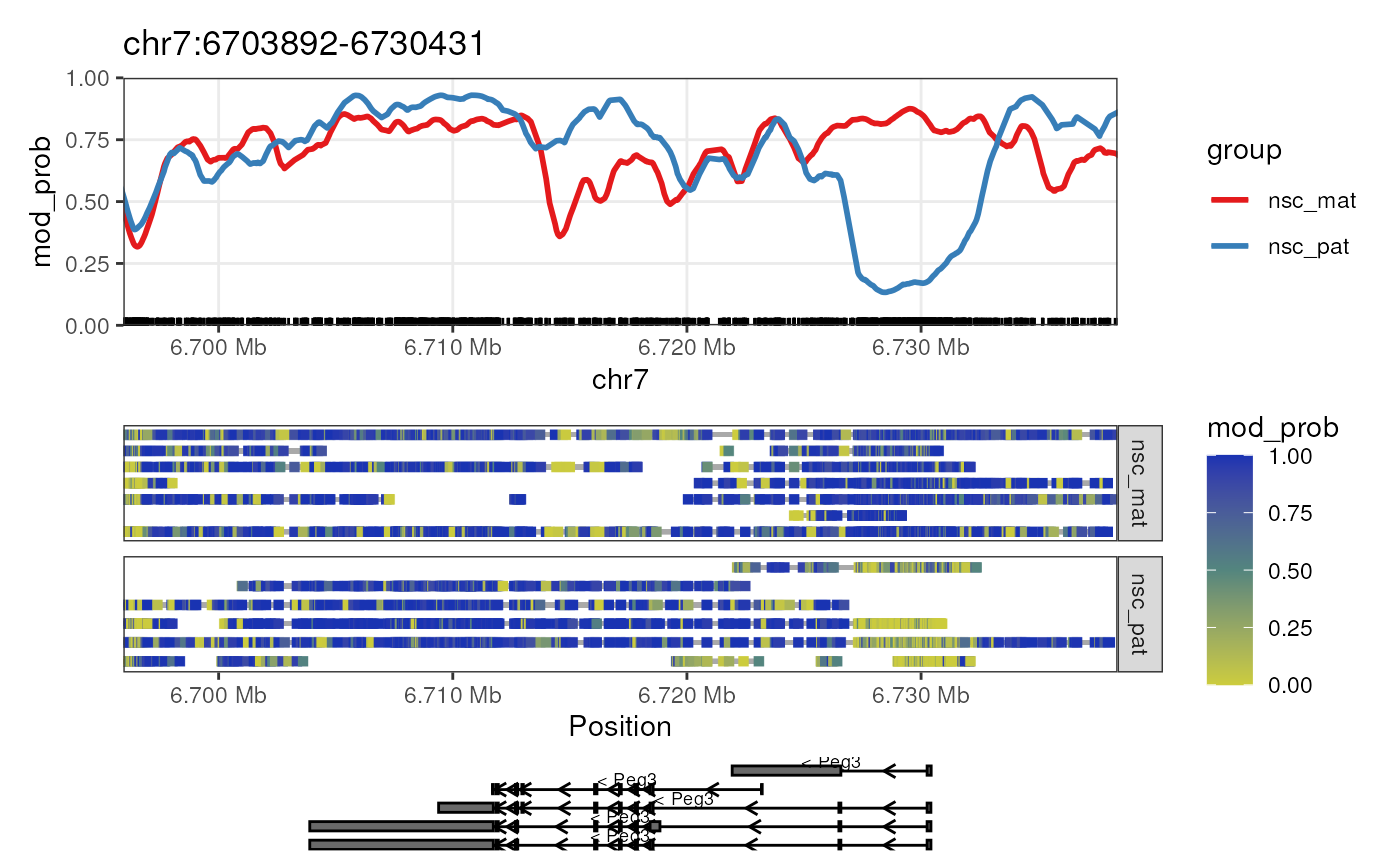 chr7:6703892-6730431
1.00
0.75
0.50
0.25
0.00
mod_prob
6.700 Mb 6.710 Mb 6.720 Mb 6.730 Mb
chr7
group
nsc_mat
nsc_pat
nsc_mat
nsc_pat
6.700 Mb 6.710 Mb 6.720 Mb 6.730 Mb
Position
mod_prob
1.00
0.75
0.50
0.25
0.00
< Peg3
< Peg3
< Peg3
< Peg3
< Peg3